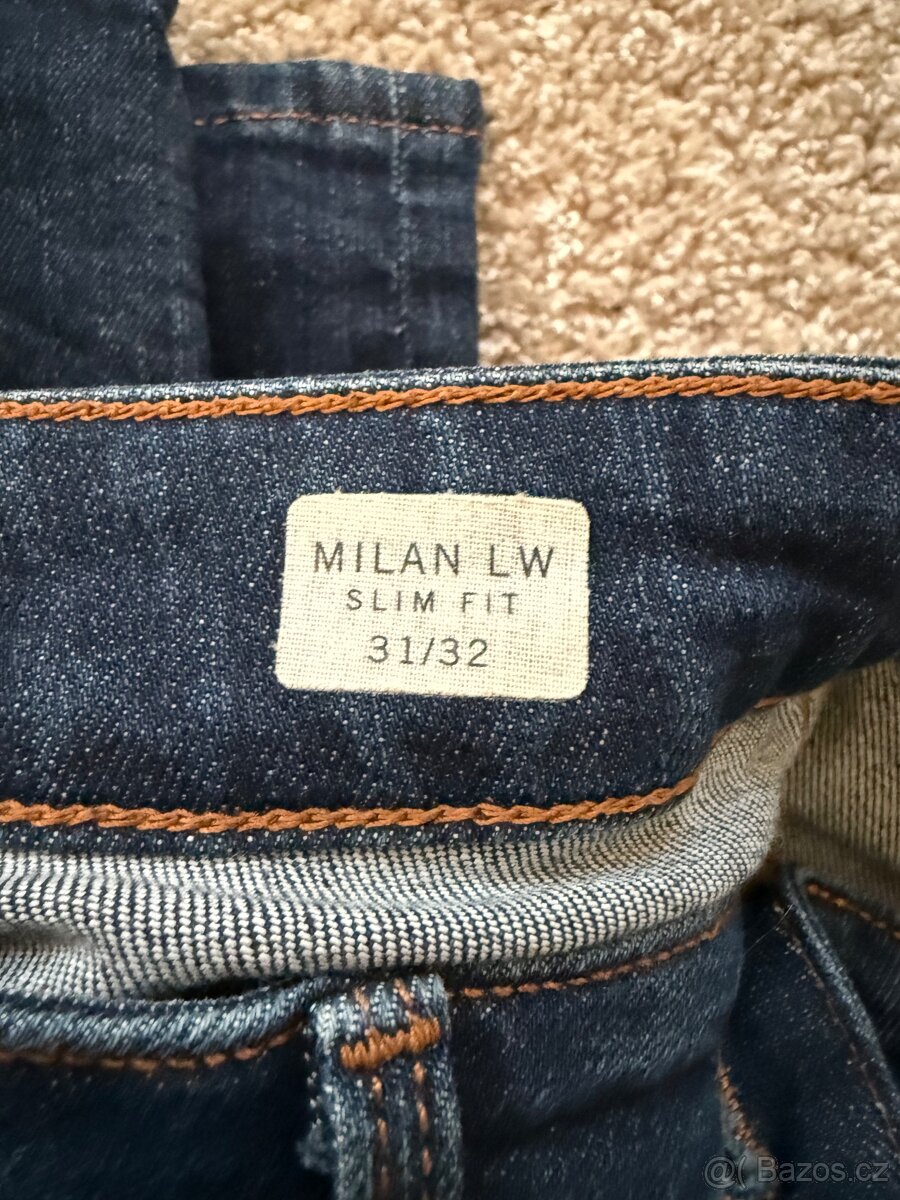 MILAN LW
SLIM FIT
31/32
@( Bazos.cz